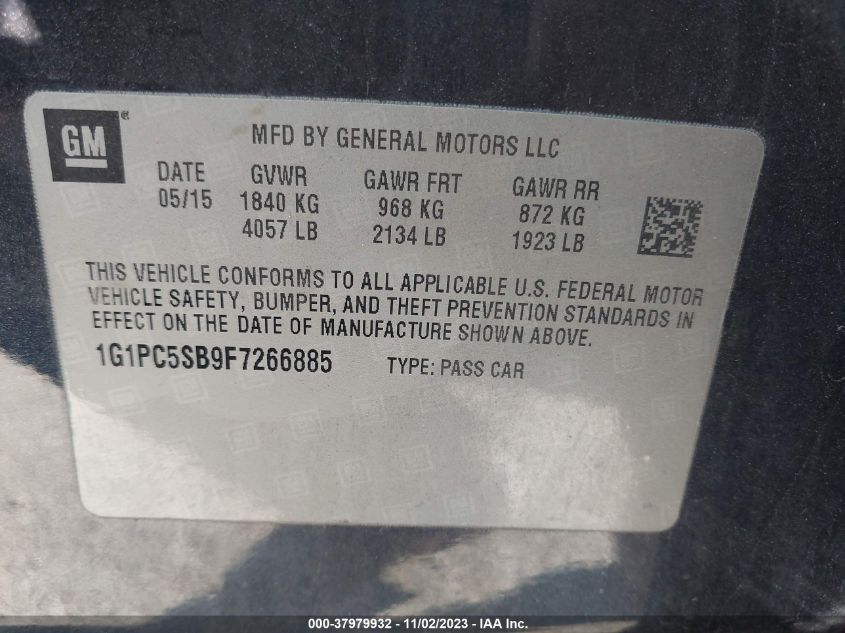 GM®
MFD BY GENERAL MOTORS LLC
DATE GVWR GAWR FRT GAWR RR
05/15 1840 KG 968 KG 872 KG
4057 LB 2134 LB 1923 LB
THIS VEHICLE CONFORMS TO ALL APPLICABLE U.S. FEDERAL MOTOR
VEHICLE SAFETY, BUMPER, AND THEFT PREVENTION STANDARDS IN
EFFECT ON THE DATE OF MANUFACTURE SHOWN ABOVE.
1G1PC5SB9F7266885 TYPE: PASS CAR
000-37979932 - 11/02/2023 - IAA Inc.